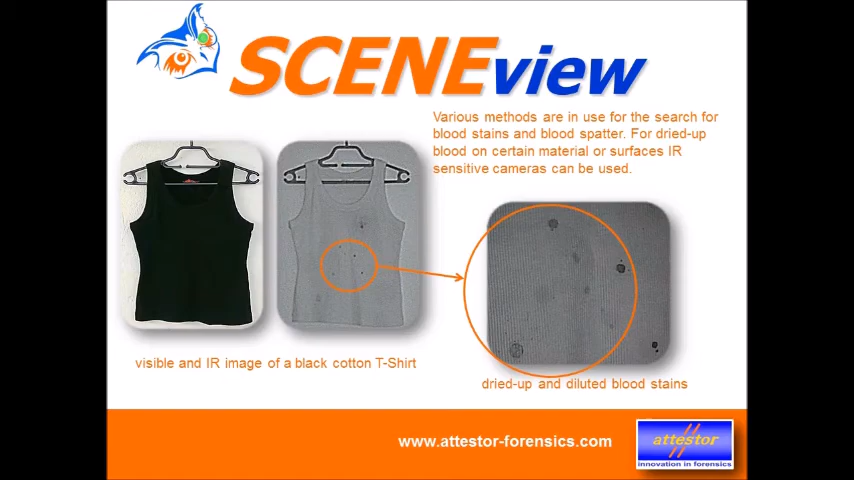 SCENEview
Various methods are in use for the search for
blood stains and blood spatter. For dried-up
blood on certain material or surfaces IR
sensitive cameras can be used.
visible and IR image of a black cotton T-Shirt
dried-up and diluted blood stains
www.attestor-forensics.com
attestor
innovation in forensics